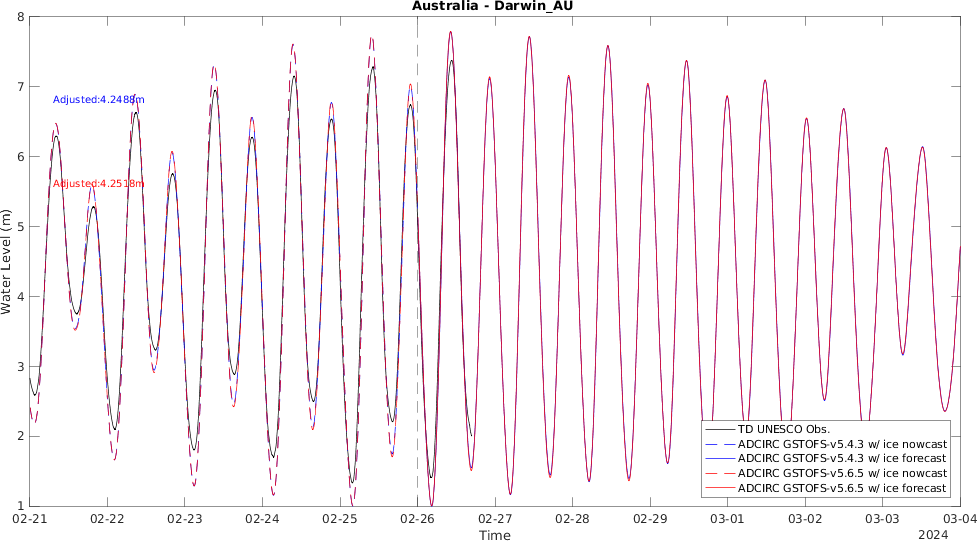 Australia - Darwin_AU
8
7
6
5
4
3
2
1
Water Level (m)
Adjusted:4.2488m
Adjusted:4.2518m
TD UNESCO Obs.
ADCIRC GSTOFS-v5.4.3 w/ ice nowcast
ADCIRC GSTOFS-v5.4.3 w/ ice forecast
ADCIRC GSTOFS-v5.6.5 w/ ice nowcast
ADCIRC GSTOFS-v5.6.5 w/ ice forecast
02-21 02-22 02-23 02-24 02-25 02-26 02-27 02-28 02-29 03-01 03-02 03-03 03-04
Time
2024